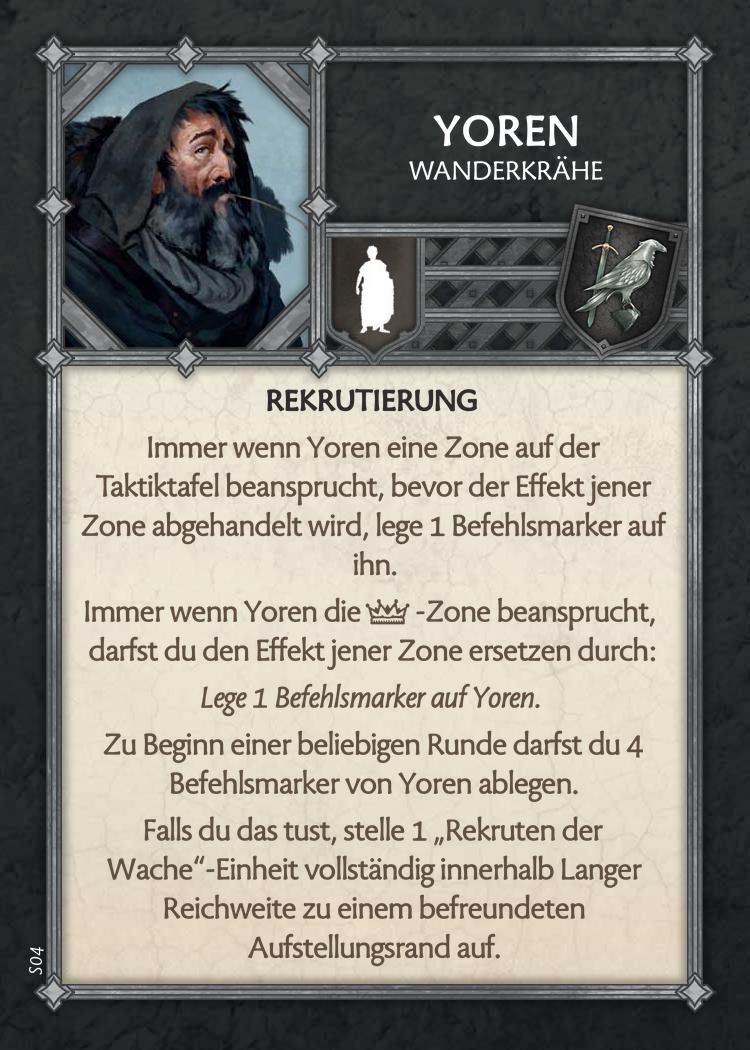 YOREN
WANDERKRÄHE
REKRUTIERUNG
Immer wenn Yoren eine Zone auf der
Taktiktafel beansprucht, bevor der Effekt jener
Zone abgehandelt wird, lege 1 Befehlsmarker auf
ihn.
Immer wenn Yoren die -Zone beansprucht,
darfst du den Effekt jener Zone ersetzen durch:
Lege 1 Befehlsmarker auf Yoren.
Zu Beginn einer beliebigen Runde darfst du 4
Befehlsmarker von Yoren ablegen.
Falls du das tust, stelle 1 „Rekruten der
Wache“-Einheit vollständig innerhalb Langer
Reichweite zu einem befreundeten
Aufstellungsrand auf.
S04